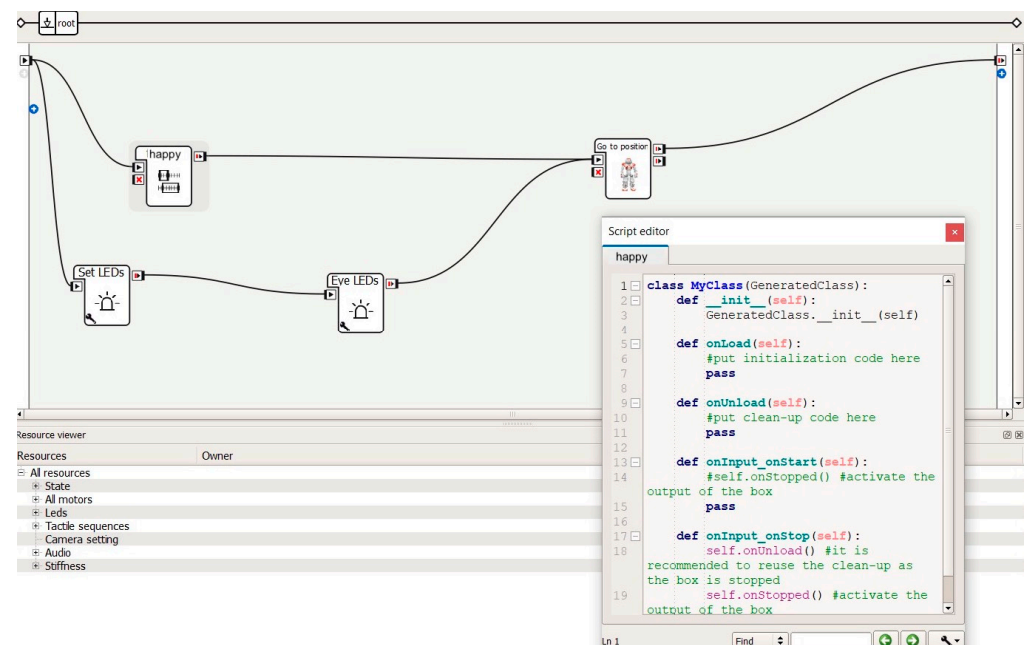 root
happy
Go to position
Set LEDs
Eye LEDs
Script editor
happy
1 class MyClass(GeneratedClass):
2 def __init__(self):
3 GeneratedClass.__init__(self)
4
5 def onLoad(self):
6 #put initialization code here
7 pass
8
9 def onUnload(self):
10 #put clean-up code here
11 pass
12
13 def onInput_onStart(self):
14 #self.onStopped() #activate the
output of the box
15 pass
16
17 def onInput_onStop(self):
18 self.onUnload() #it is
recommended to reuse the clean-up as
the box is stopped
19 self.onStopped() #activate the
output of the box
Ln 1 Find
Resource viewer
Resources Owner
All resources
State
All motors
Leds
Tactile sequences
Camera setting
Audio
Stiffness